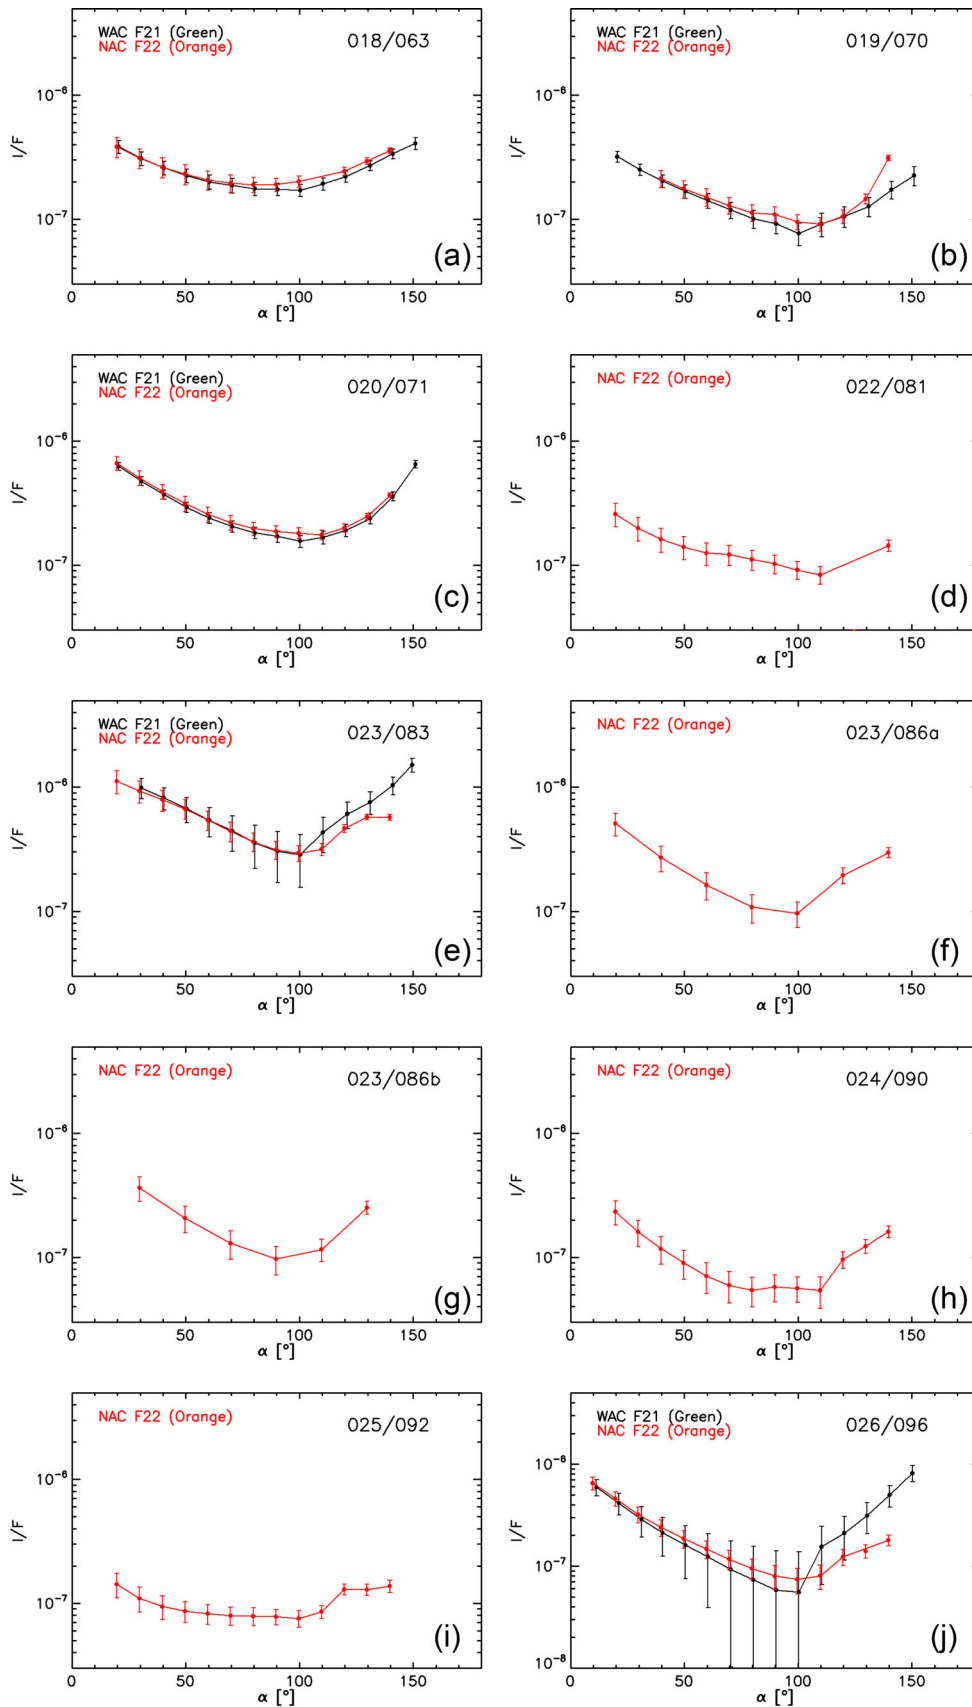 WAC F21 (Green)
NAC F22 (Orange)
018/063
10⁻⁶
I/F
10⁻⁷
(a)
0 50 100 150
α [°]
WAC F21 (Green)
NAC F22 (Orange)
019/070
10⁻⁶
I/F
10⁻⁷
(b)
0 50 100 150
α [°]
WAC F21 (Green)
NAC F22 (Orange)
020/071
10⁻⁶
I/F
10⁻⁷
(c)
0 50 100 150
α [°]
NAC F22 (Orange)
022/081
10⁻⁶
I/F
10⁻⁷
(d)
0 50 100 150
α [°]
WAC F21 (Green)
NAC F22 (Orange)
023/083
10⁻⁶
I/F
10⁻⁷
(e)
0 50 100 150
α [°]
NAC F22 (Orange)
023/086a
10⁻⁶
I/F
10⁻⁷
(f)
0 50 100 150
α [°]
NAC F22 (Orange)
023/086b
10⁻⁶
I/F
10⁻⁷
(g)
0 50 100 150
α [°]
NAC F22 (Orange)
024/090
10⁻⁶
I/F
10⁻⁷
(h)
0 50 100 150
α [°]
NAC F22 (Orange)
025/092
10⁻⁶
I/F
10⁻⁷
(i)
0 50 100 150
α [°]
WAC F21 (Green)
NAC F22 (Orange)
026/096
10⁻⁶
I/F
10⁻⁷
10⁻⁸
(j)
0 50 100 150
α [°]